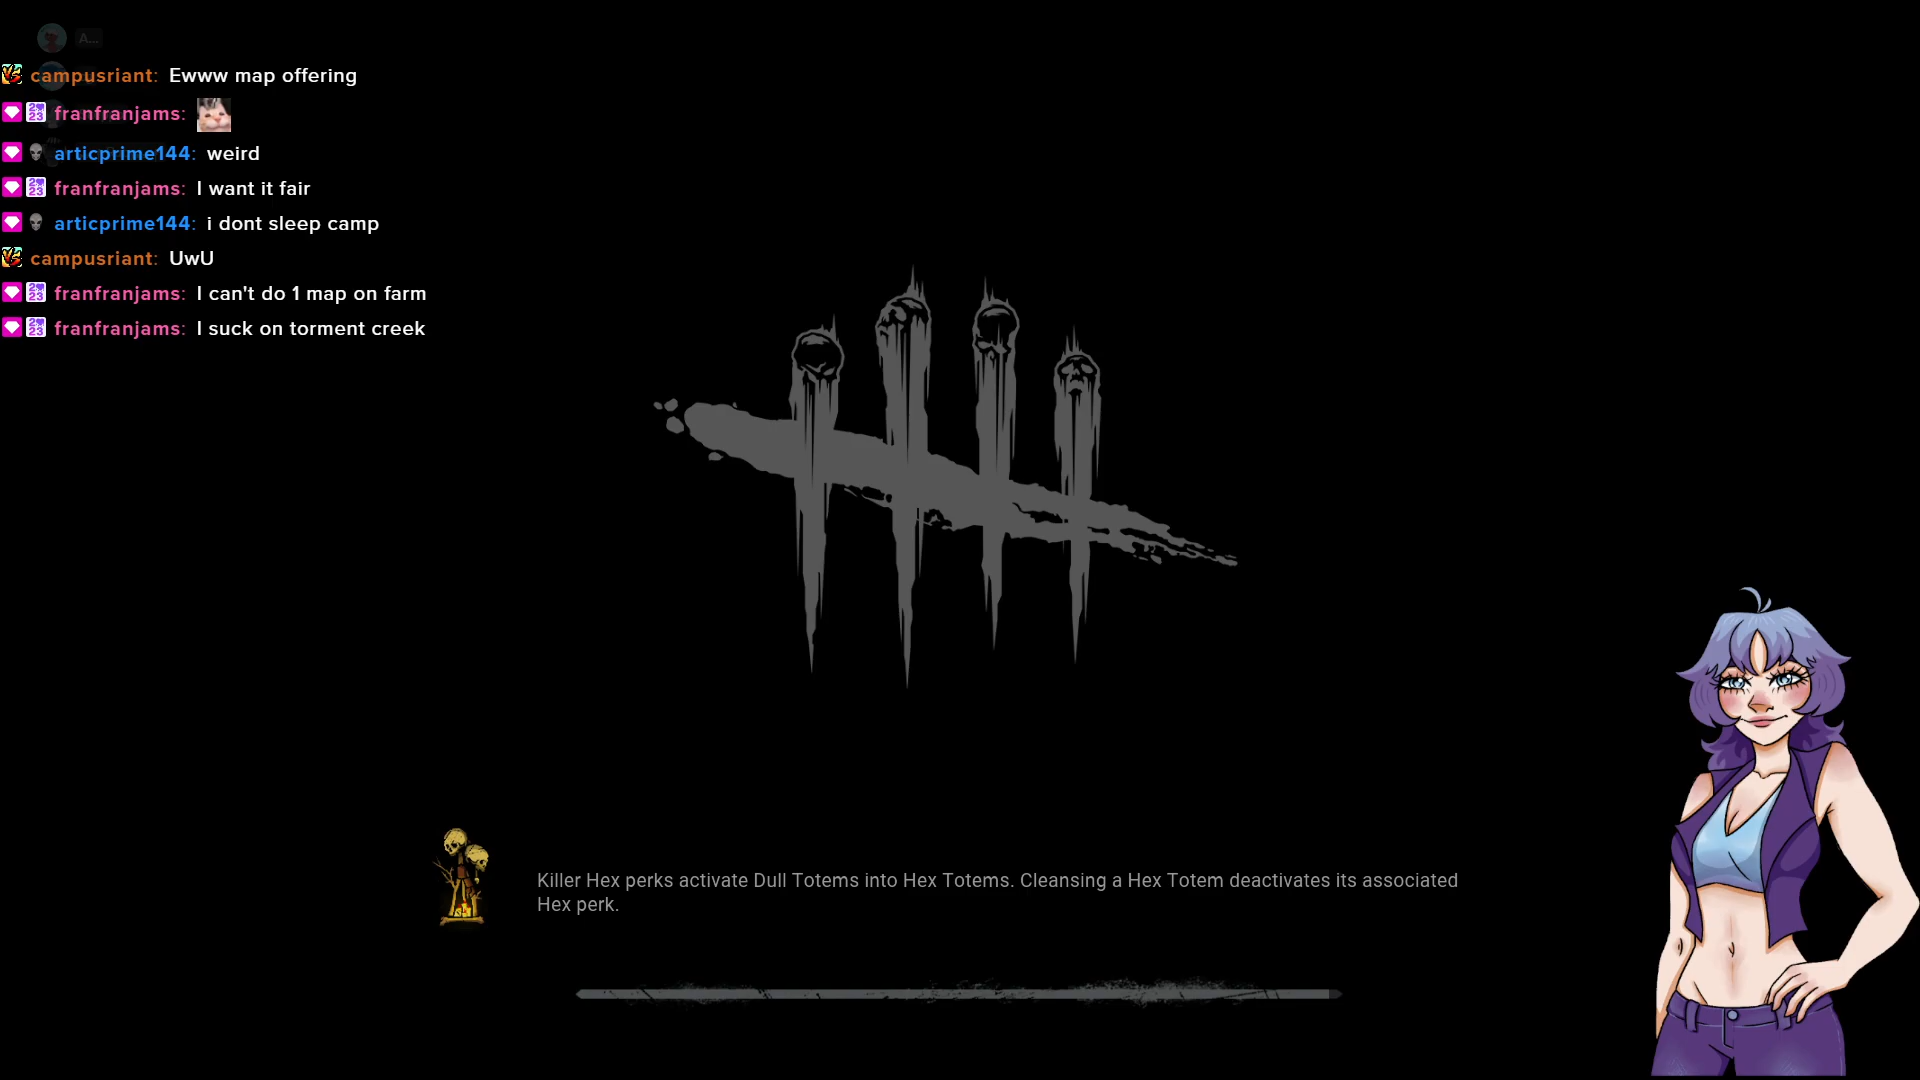 A...
campusriant: Ewww map offering
franfranjams:
articprime144: weird
franfranjams: I want it fair
articprime144: i dont sleep camp
campusriant: UwU
franfranjams: I can't do 1 map on farm
franfranjams: I suck on torment creek
Killer Hex perks activate Dull Totems into Hex Totems. Cleansing a Hex Totem deactivates its associated
Hex perk.